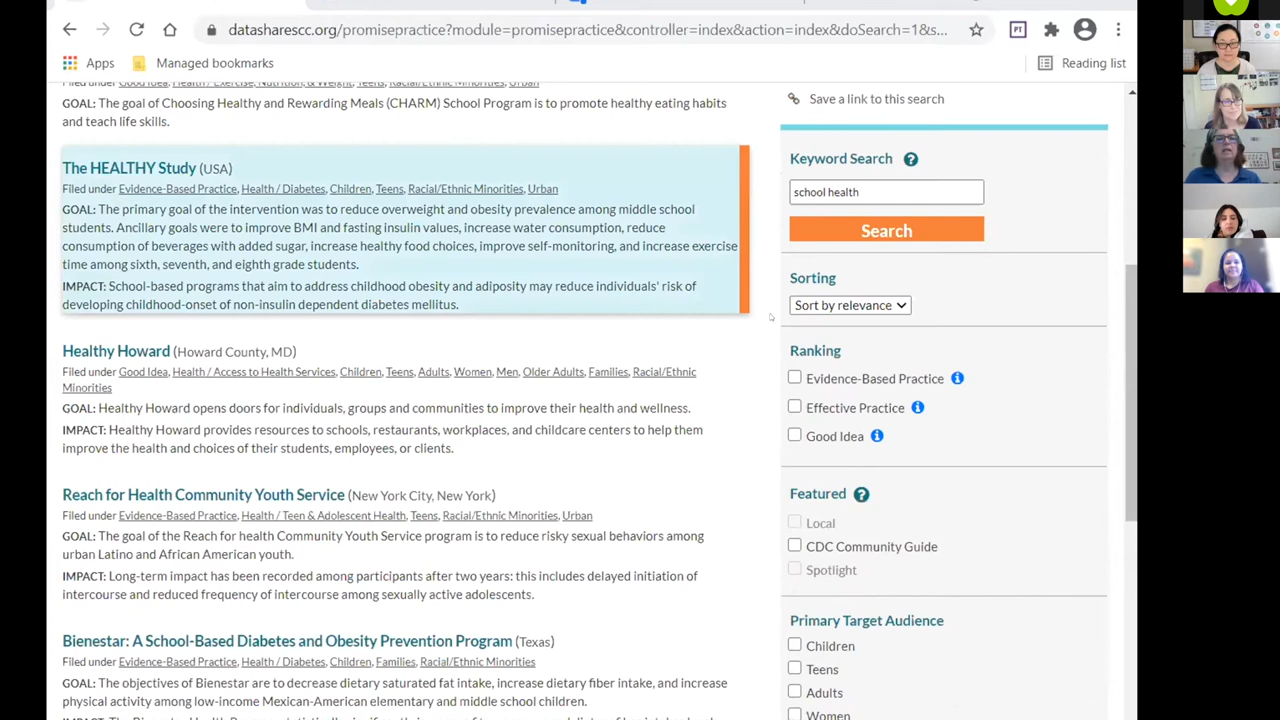 datasharescc.org/promisepractice?module=promisepractice&controller=index&action=index&doSearch=1&s...
PT
Apps
Managed bookmarks
Reading list
Filed under Good Idea, Health / Exercise, Nutrition, & Weight, Teens, Racial/Ethnic Minorities, Urban
GOAL: The goal of Choosing Healthy and Rewarding Meals (CHARM) School Program is to promote healthy eating habits
and teach life skills.
The HEALTHY Study (USA)
Filed under Evidence-Based Practice, Health / Diabetes, Children, Teens, Racial/Ethnic Minorities, Urban
GOAL: The primary goal of the intervention was to reduce overweight and obesity prevalence among middle school
students. Ancillary goals were to improve BMI and fasting insulin values, increase water consumption, reduce
consumption of beverages with added sugar, increase healthy food choices, improve self-monitoring, and increase exercise
time among sixth, seventh, and eighth grade students.
IMPACT: School-based programs that aim to address childhood obesity and adiposity may reduce individuals' risk of
developing childhood-onset of non-insulin dependent diabetes mellitus.
Healthy Howard (Howard County, MD)
Filed under Good Idea, Health / Access to Health Services, Children, Teens, Adults, Women, Men, Older Adults, Families, Racial/Ethnic
Minorities
GOAL: Healthy Howard opens doors for individuals, groups and communities to improve their health and wellness.
IMPACT: Healthy Howard provides resources to schools, restaurants, workplaces, and childcare centers to help them
improve the health and choices of their students, employees, or clients.
Reach for Health Community Youth Service (New York City, New York)
Filed under Evidence-Based Practice, Health / Teen & Adolescent Health, Teens, Racial/Ethnic Minorities, Urban
GOAL: The goal of the Reach for health Community Youth Service program is to reduce risky sexual behaviors among
urban Latino and African American youth.
IMPACT: Long-term impact has been recorded among participants after two years: this includes delayed initiation of
intercourse and reduced frequency of intercourse among sexually active adolescents.
Bienestar: A School-Based Diabetes and Obesity Prevention Program (Texas)
Filed under Evidence-Based Practice, Health / Diabetes, Children, Families, Racial/Ethnic Minorities
GOAL: The objectives of Bienestar are to decrease dietary saturated fat intake, increase dietary fiber intake, and increase
physical activity among low-income Mexican-American elementary and middle school children.
Save a link to this search
Keyword Search ?
school health
Search
Sorting
Sort by relevance
Ranking
Evidence-Based Practice
Effective Practice
Good Idea
Featured ?
Local
CDC Community Guide
Spotlight
Primary Target Audience
Children
Teens
Adults
Women